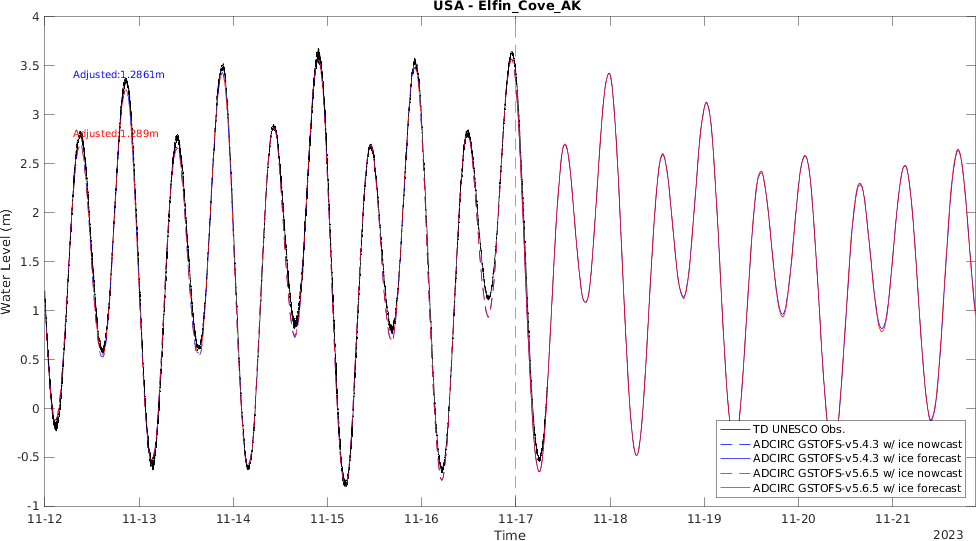 USA - Elfin_Cove_AK
4
3.5
3
2.5
2
1.5
1
0.5
0
-0.5
-1
Water Level (m)
Adjusted:1.2861m
Adjusted:1.289m
TD UNESCO Obs.
ADCIRC GSTOFS-v5.4.3 w/ ice nowcast
ADCIRC GSTOFS-v5.4.3 w/ ice forecast
ADCIRC GSTOFS-v5.6.5 w/ ice nowcast
ADCIRC GSTOFS-v5.6.5 w/ ice forecast
11-12 11-13 11-14 11-15 11-16 11-17 11-18 11-19 11-20 11-21
Time
2023